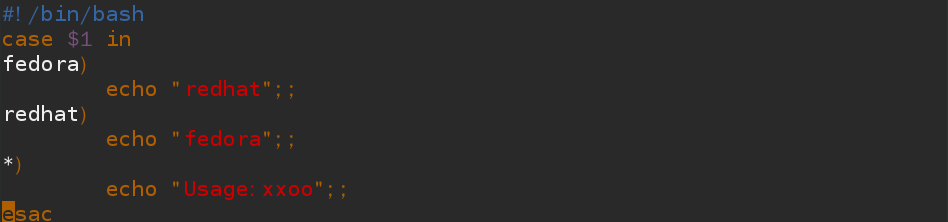 #!/bin/bash
case $1 in
fedora)
        echo "redhat";;
redhat)
        echo "fedora";;
*)
        echo "Usage: xxoo";;
esac